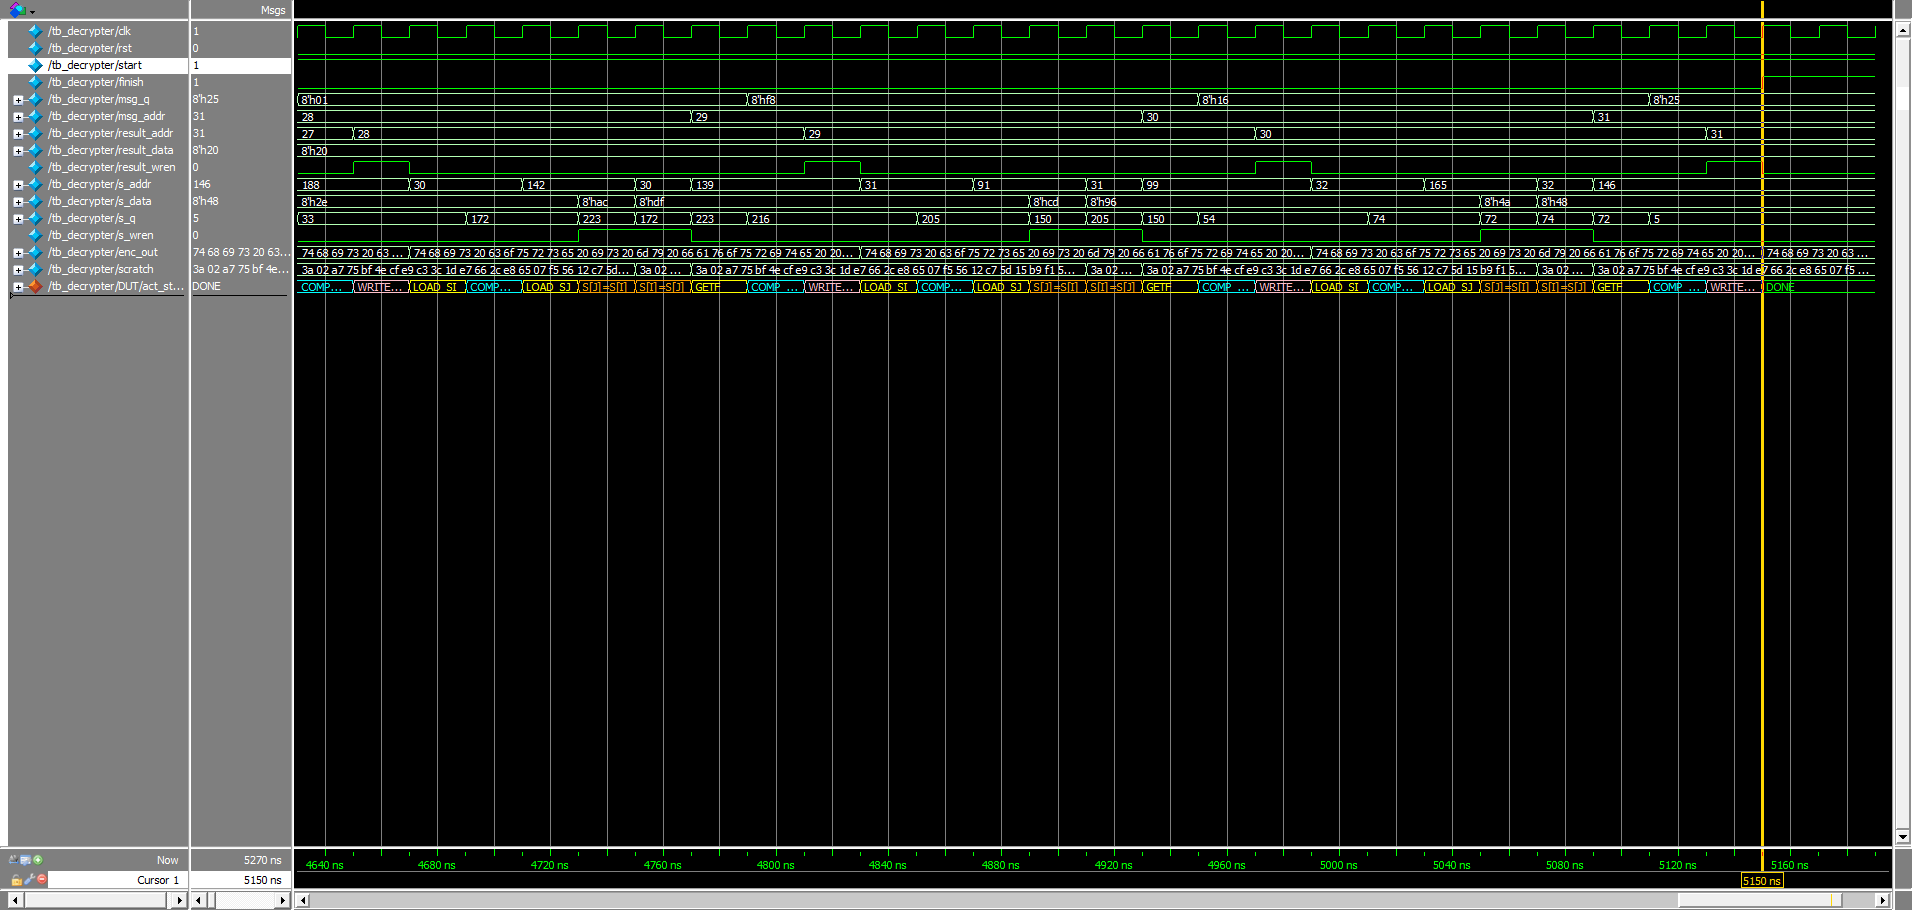 Msgs
/tb_decrypter/clk 1
/tb_decrypter/rst 0
/tb_decrypter/start 1
/tb_decrypter/finish 1
/tb_decrypter/msg_q 8'h25 8'h01 8'hf8 8'h16 8'h25
/tb_decrypter/msg_addr 31 28 29 30 31
/tb_decrypter/result_addr 31 27 28 29 30 31
/tb_decrypter/result_data 8'h20 8'h20
/tb_decrypter/result_wren 0
/tb_decrypter/s_addr 146 188 30 142 30 139 31 91 31 99 32 165 32 146
/tb_decrypter/s_data 8'h48 8'h2e 8'hac 8'hdf 8'hcd 8'h96 8'h4a 8'h48
/tb_decrypter/s_q 5 33 172 223 172 223 216 205 150 205 150 54 74 72 74 72 5
/tb_decrypter/s_wren 0
/tb_decrypter/enc_out 74 68 69 73 20 63... 74 68 69 73 20 63 ... 74 68 69 73 20 63 6f 75 72 73 65 20 69 73 20 6d 79 20 66 61 76 6f 75 72 69 74 65 20 20... 74 68 69 73 20 63 6f 75 72 73 65 20 69 73 20 6d 79 20 66 61 76 6f 75 72 69 74 65 20 20... 74 68 69 73 20 63 6f 75 72 73 65 20 69 73 20 6d 79 20 66 61 76 6f 75 72 69 74 65 20 20... 74 68 69 73 20 63 ...
/tb_decrypter/scratch 3a 02 a7 75 bf 4e... 3a 02 a7 75 bf 4e cf e9 c3 3c 1d e7 66 2c e8 65 07 f5 56 12 c7 5d... 3a 02 ... 3a 02 a7 75 bf 4e cf e9 c3 3c 1d e7 66 2c e8 65 07 f5 56 12 c7 5d 15 b9 f1 5... 3a 02 ... 3a 02 a7 75 bf 4e cf e9 c3 3c 1d e7 66 2c e8 65 07 f5 56 12 c7 5d 15 b9 f1 5... 3a 02 ... 3a 02 a7 75 bf 4e cf e9 c3 3c 1d e7 66 2c e8 65 07 f5 ...
/tb_decrypter/DUT/act_st... DONE COMP... WRITE... LOAD SI COMP... LOAD SJ S[J]=S[I] S[I]=S[J] GETF COMP ... WRITE... LOAD SI COMP... LOAD SJ S[J]=S[I] S[I]=S[J] GETF COMP ... WRITE... LOAD SI COMP... LOAD SJ S[J]=S[I] S[I]=S[J] GETF COMP ... WRITE... DONE
Now 5270 ns 4640 ns 4680 ns 4720 ns 4760 ns 4800 ns 4840 ns 4880 ns 4920 ns 4960 ns 5000 ns 5040 ns 5080 ns 5120 ns 5160 ns
Cursor 1 5150 ns 5150 ns